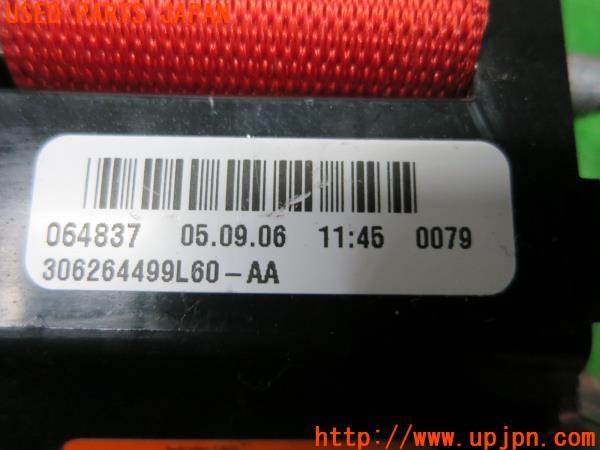 USED PARTS JAPAN
064837 05.09.06 11:45 0079
306264499L60-AA
http://www.upjpn.com/